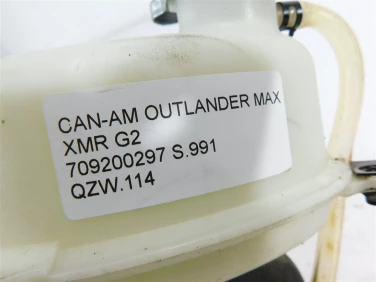 CAN-AM OUTLANDER MAX
XMR G2
709200297 S.991
QZW.114